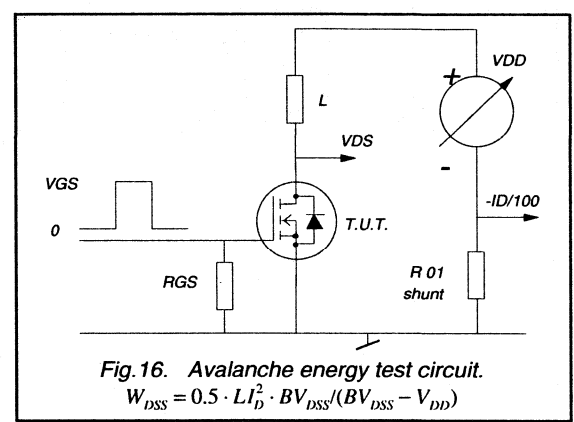 VDD
+
L
VDS
-
VGS
-ID/100
0
T.U.T.
RGS
R 01
shunt
Fig.16. Avalanche energy test circuit.
W_DSS = 0.5 · LI_D^2 · BV_DSS/(BV_DSS − V_DD)